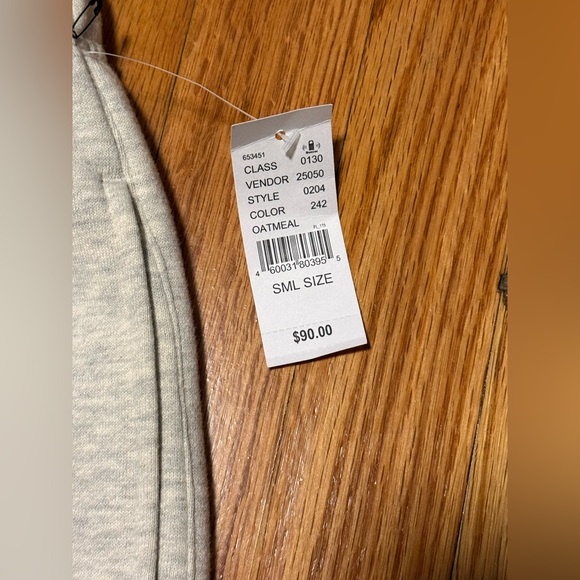 653451
CLASS 0130
VENDOR 25050
STYLE 0204
COLOR 242
OATMEAL
4 60031 80395 5
SML SIZE
$90.00